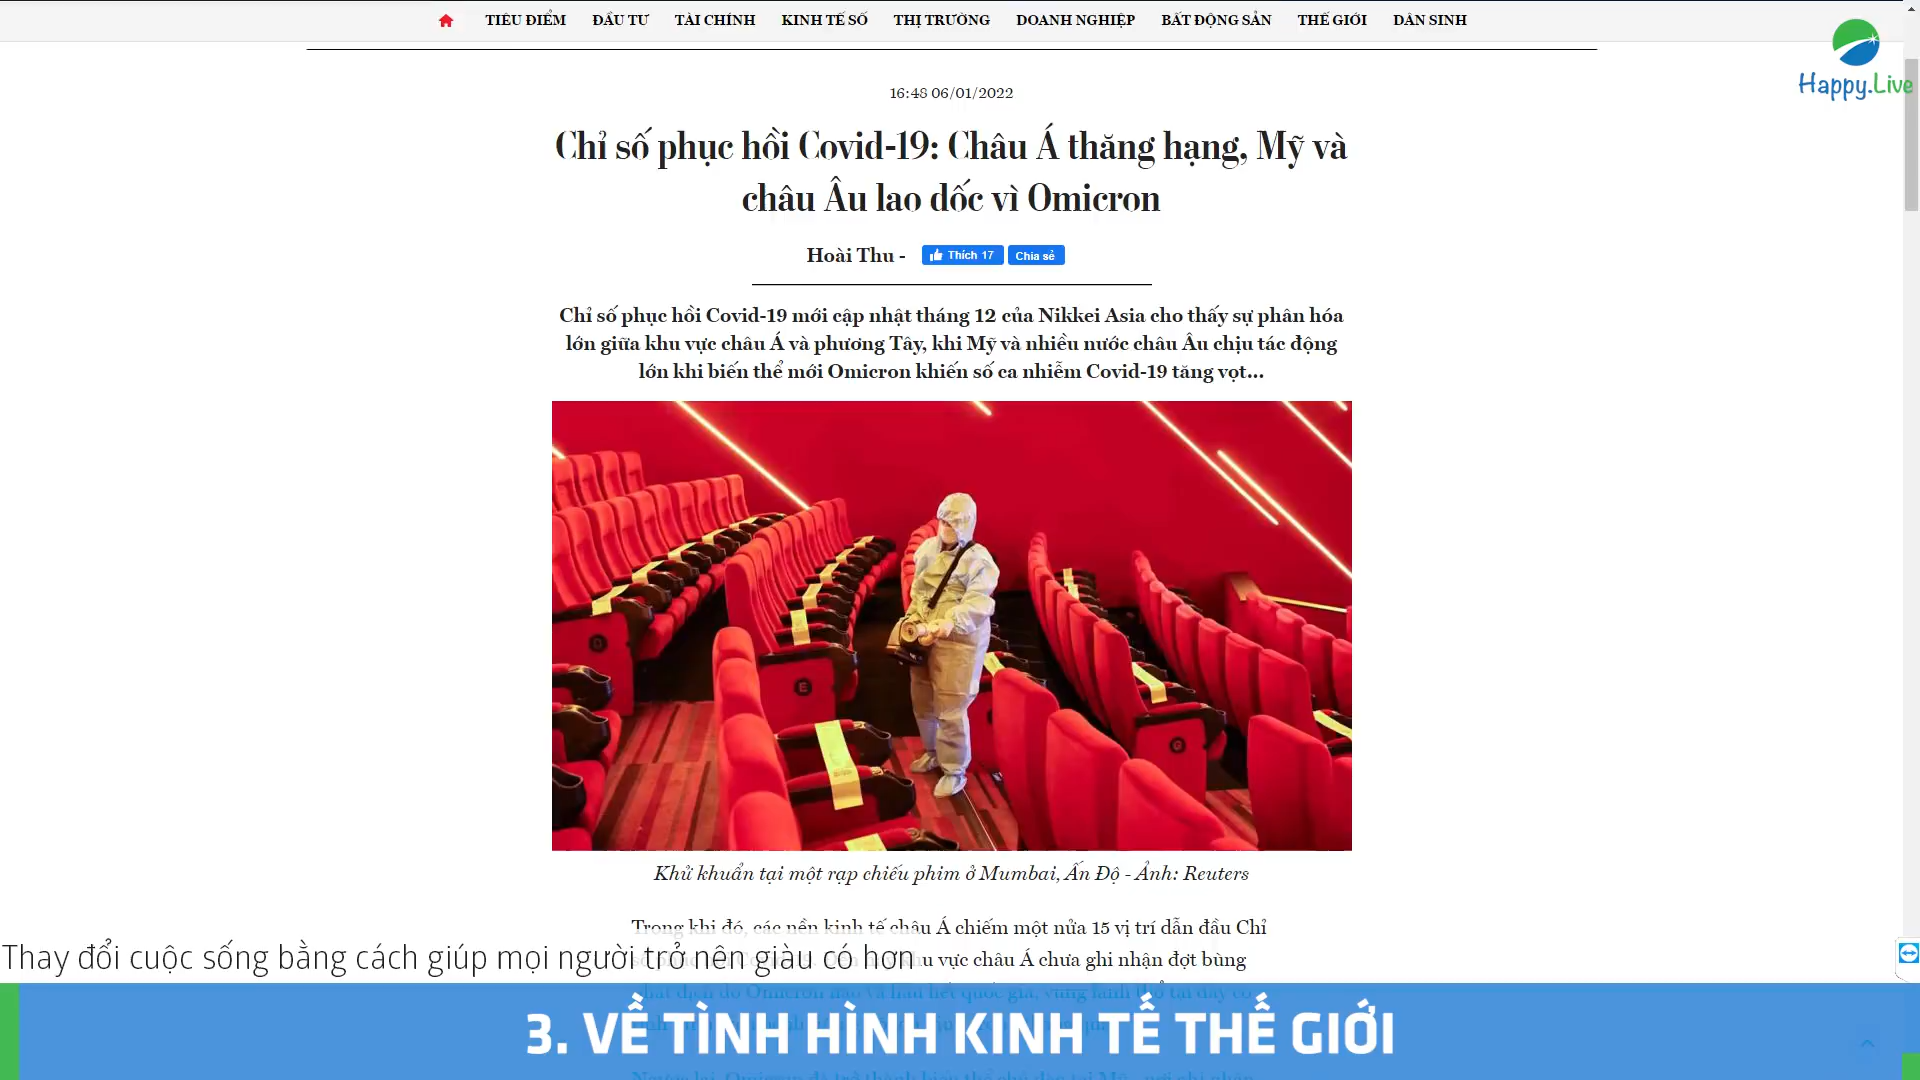 TIÊU ĐIỂM ĐẦU TƯ TÀI CHÍNH KINH TẾ SỐ THỊ TRƯỜNG DOANH NGHIỆP BẤT ĐỘNG SẢN THẾ GIỚI DÂN SINH
Happy.Live
16:48 06/01/2022
Chỉ số phục hồi Covid-19: Châu Á thăng hạng, Mỹ và
châu Âu lao dốc vì Omicron
Hoài Thu - Thích 17 Chia sẻ
Chỉ số phục hồi Covid-19 mới cập nhật tháng 12 của Nikkei Asia cho thấy sự phân hóa
lớn giữa khu vực châu Á và phương Tây, khi Mỹ và nhiều nước châu Âu chịu tác động
lớn khi biến thể mới Omicron khiến số ca nhiễm Covid-19 tăng vọt...
E
Khử khuẩn tại một rạp chiếu phim ở Mumbai, Ấn Độ - Ảnh: Reuters
Trong khi đó, các nền kinh tế châu Á chiếm một nửa 15 vị trí dẫn đầu Chỉ
vực châu Á chưa ghi nhận đợt bùng
Thay đổi cuộc sống bằng cách giúp mọi người trở nên giàu có hơn
3. VỀ TÌNH HÌNH KINH TẾ THẾ GIỚI